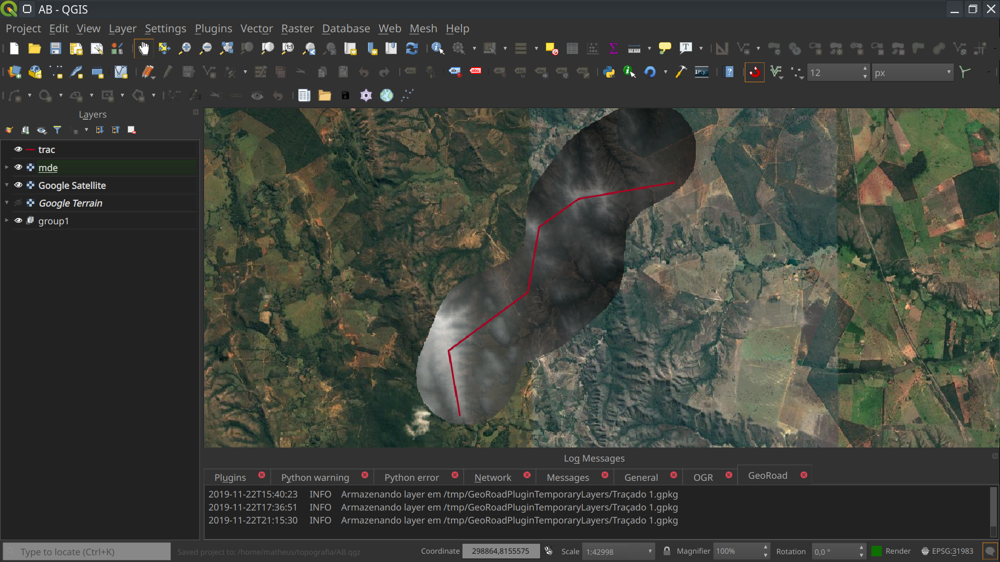 AB - QGIS
Project Edit View Layer Settings Plugins Vector Raster Database Web Mesh Help
12 px
Layers
trac
mde
Google Satellite
Google Terrain
group1
Log Messages
Plugins Python warning Python error Network Messages General OGR GeoRoad
2019-11-22T15:40:23 INFO Armazenando layer em /tmp/GeoRoadPluginTemporaryLayers/Traçado 1.gpkg
2019-11-22T17:36:51 INFO Armazenando layer em /tmp/GeoRoadPluginTemporaryLayers/Traçado 1.gpkg
2019-11-22T21:15:30 INFO Armazenando layer em /tmp/GeoRoadPluginTemporaryLayers/Traçado 1.gpkg
Type to locate (Ctrl+K) Saved project to: /home/matheus/topografia/AB.qgz Coordinate 298864,8155575 Scale 1:42998 Magnifier 100% Rotation 0,0 ° Render EPSG:31983